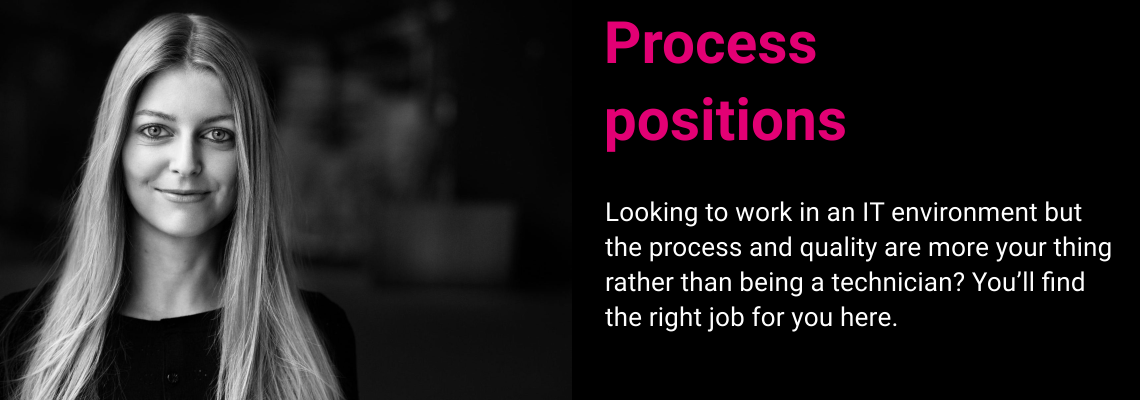 Process
positions
Looking to work in an IT environment but
the process and quality are more your thing
rather than being a technician? You’ll find
the right job for you here.